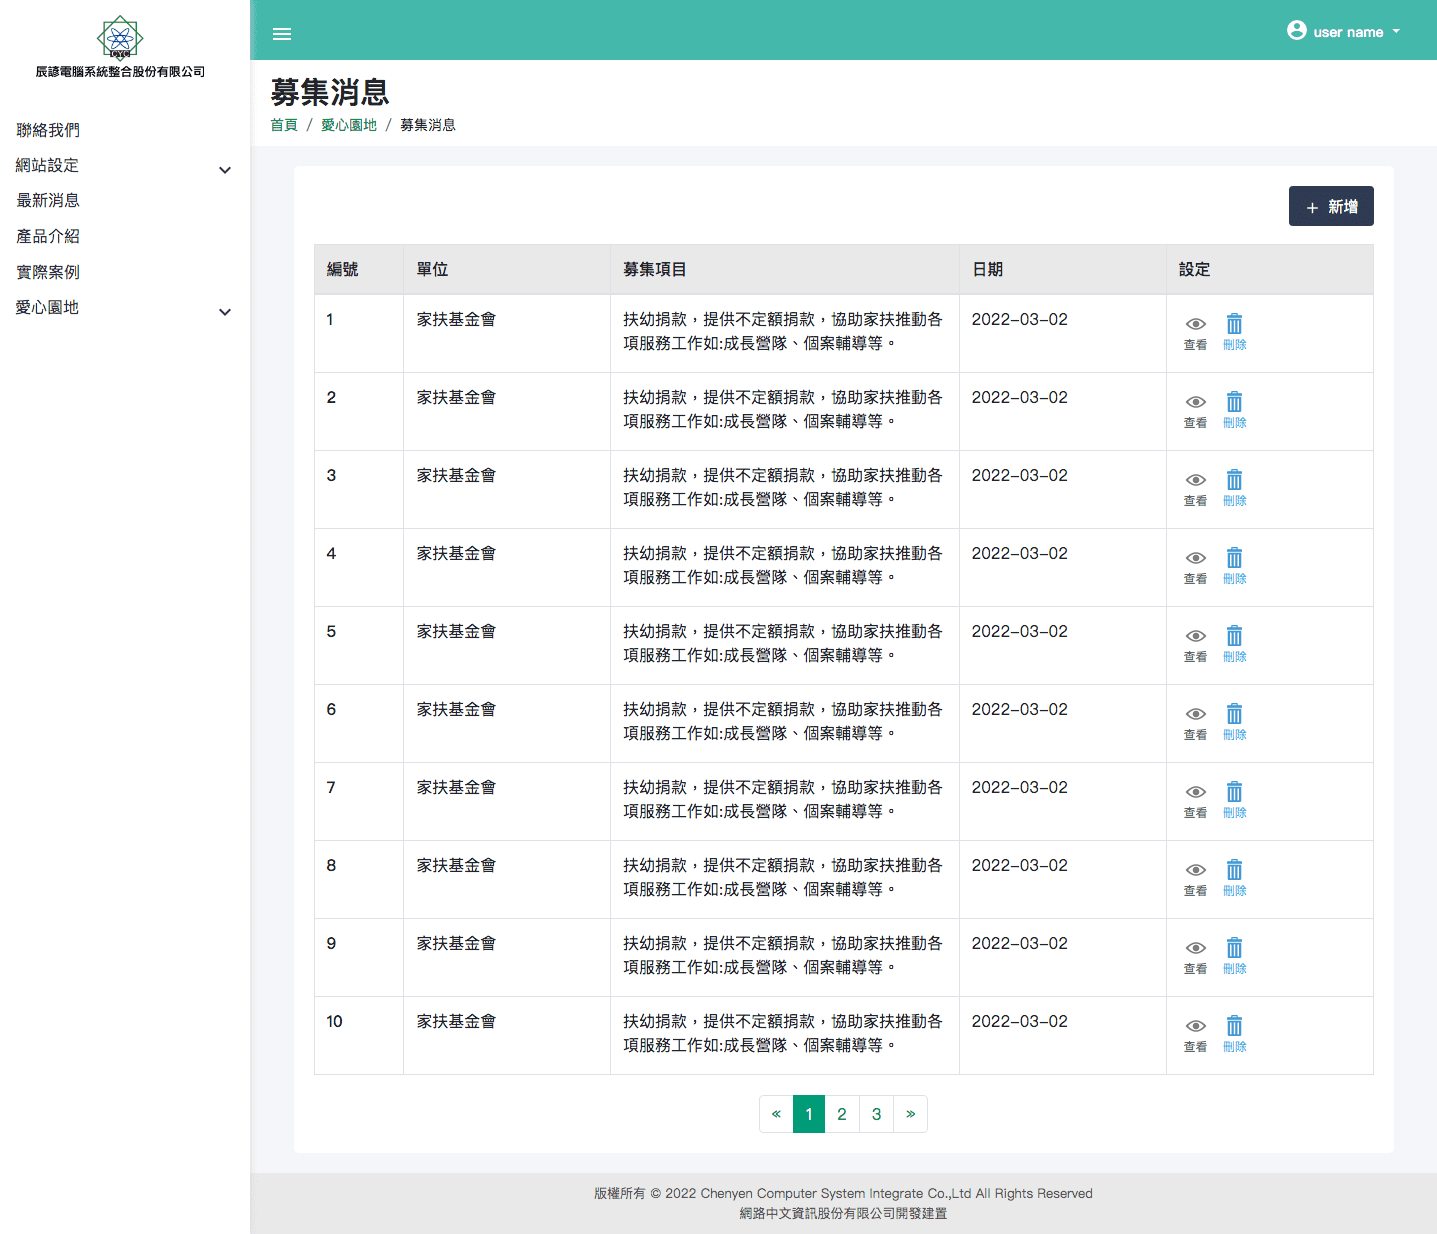 CYC
辰諺電腦系統整合股份有限公司
聯絡我們
網站設定
最新消息
產品介紹
實際案例
愛心園地
user name
募集消息
首頁 / 愛心園地 / 募集消息
+ 新增
編號 單位 募集項目 日期 設定
1 家扶基金會 扶幼捐款，提供不定額捐款，協助家扶推動各 2022-03-02
項服務工作如:成長營隊、個案輔導等。 查看 刪除
2 家扶基金會 扶幼捐款，提供不定額捐款，協助家扶推動各 2022-03-02
項服務工作如:成長營隊、個案輔導等。 查看 刪除
3 家扶基金會 扶幼捐款，提供不定額捐款，協助家扶推動各 2022-03-02
項服務工作如:成長營隊、個案輔導等。 查看 刪除
4 家扶基金會 扶幼捐款，提供不定額捐款，協助家扶推動各 2022-03-02
項服務工作如:成長營隊、個案輔導等。 查看 刪除
5 家扶基金會 扶幼捐款，提供不定額捐款，協助家扶推動各 2022-03-02
項服務工作如:成長營隊、個案輔導等。 查看 刪除
6 家扶基金會 扶幼捐款，提供不定額捐款，協助家扶推動各 2022-03-02
項服務工作如:成長營隊、個案輔導等。 查看 刪除
7 家扶基金會 扶幼捐款，提供不定額捐款，協助家扶推動各 2022-03-02
項服務工作如:成長營隊、個案輔導等。 查看 刪除
8 家扶基金會 扶幼捐款，提供不定額捐款，協助家扶推動各 2022-03-02
項服務工作如:成長營隊、個案輔導等。 查看 刪除
9 家扶基金會 扶幼捐款，提供不定額捐款，協助家扶推動各 2022-03-02
項服務工作如:成長營隊、個案輔導等。 查看 刪除
10 家扶基金會 扶幼捐款，提供不定額捐款，協助家扶推動各 2022-03-02
項服務工作如:成長營隊、個案輔導等。 查看 刪除
« 1 2 3 »
版權所有 © 2022 Chenyen Computer System Integrate Co.,Ltd All Rights Reserved
網路中文資訊股份有限公司開發建置